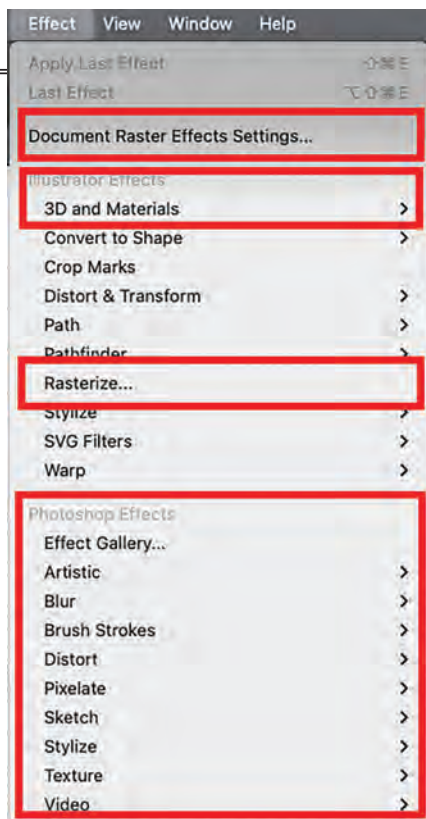 Effect View Window Help
Apply Last Effect ⇧⌘E
Last Effect ⌥⇧⌘E
Document Raster Effects Settings...
Illustrator Effects
3D and Materials >
Convert to Shape >
Crop Marks
Distort & Transform >
Path >
Pathfinder >
Rasterize...
Stylize >
SVG Filters >
Warp >
Photoshop Effects
Effect Gallery...
Artistic >
Blur >
Brush Strokes >
Distort >
Pixelate >
Sketch >
Stylize >
Texture >
Video >